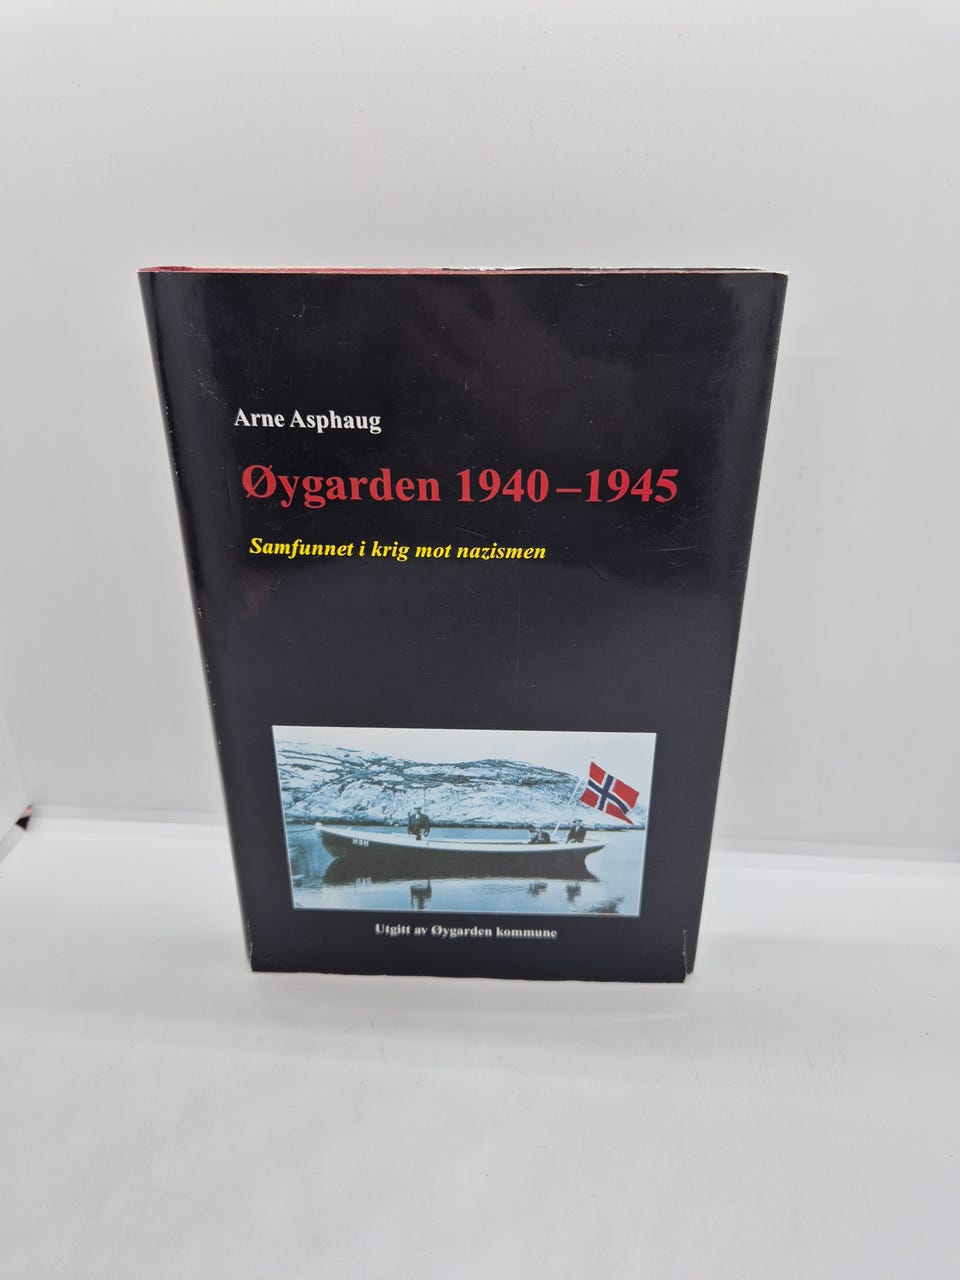 Arne Asphaug
Øygarden 1940–1945
Samfunnet i krig mot nazismen
Utgitt av Øygarden kommune